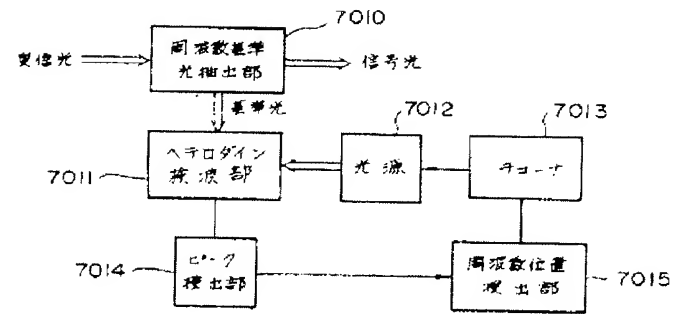 7010
周波数基準
光抽出部
受信光
信号光
基準光
7012
7013
ヘテロダイン
検波部
7011
光源
チューナ
ピーク
検出部
7014
周波数位置
検出部
7015